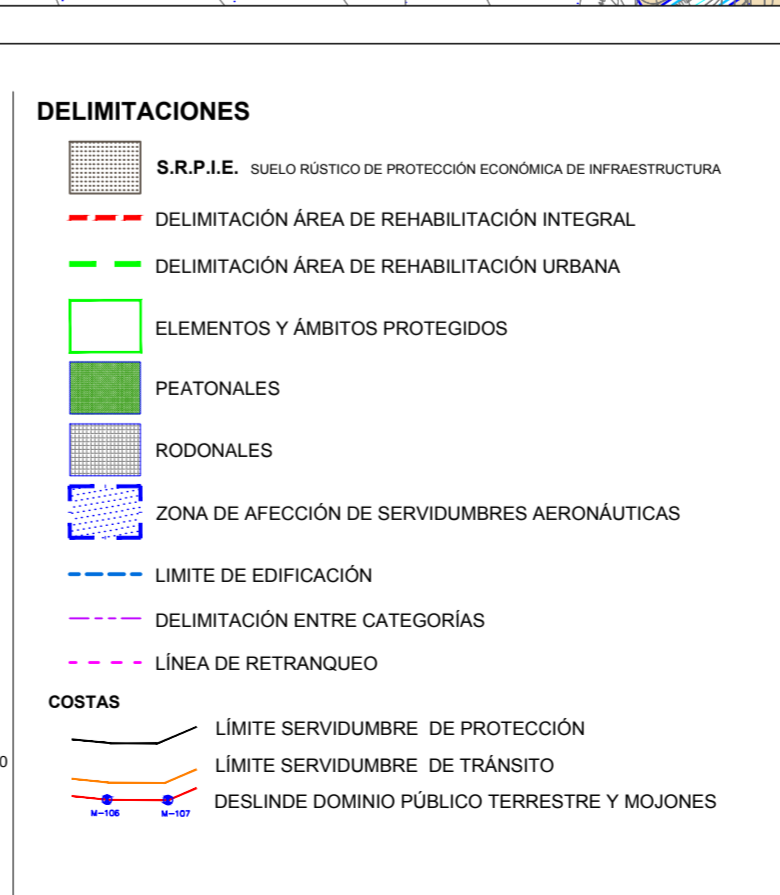 DELIMITACIONES
S.R.P.I.E. SUELO RÚSTICO DE PROTECCIÓN ECONÓMICA DE INFRAESTRUCTURA
DELIMITACIÓN ÁREA DE REHABILITACIÓN INTEGRAL
DELIMITACIÓN ÁREA DE REHABILITACIÓN URBANA
ELEMENTOS Y ÁMBITOS PROTEGIDOS
PEATONALES
RODONALES
ZONA DE AFECCIÓN DE SERVIDUMBRES AERONÁUTICAS
LIMITE DE EDIFICACIÓN
DELIMITACIÓN ENTRE CATEGORÍAS
LÍNEA DE RETRANQUEO
COSTAS
LÍMITE SERVIDUMBRE DE PROTECCIÓN
0
LÍMITE SERVIDUMBRE DE TRÁNSITO
DESLINDE DOMINIO PÚBLICO TERRESTRE Y MOJONES
M-106 M-107